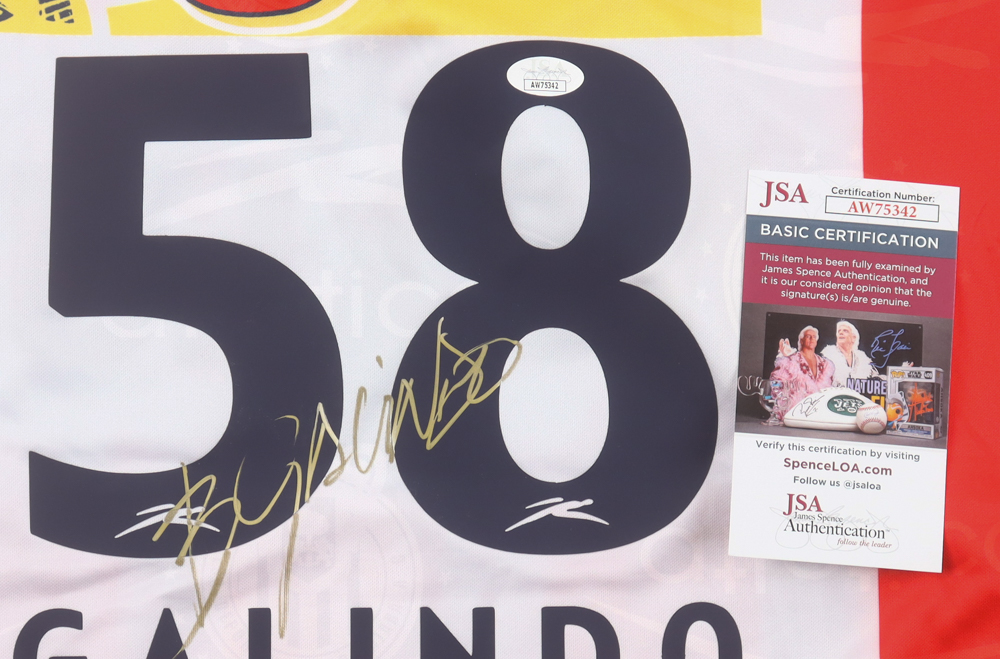 58
AW75342
GALINDO
JSA
Certification Number:
AW75342
BASIC CERTIFICATION
This item has been fully examined by
James Spence Authentication, and
it is our considered opinion that the
signature(s) is/are genuine.
NATURE
JETS
Verify this certification by visiting
SpenceLOA.com
Follow us @jsaloa
JSA
James Spence
Authentication
follow the leader